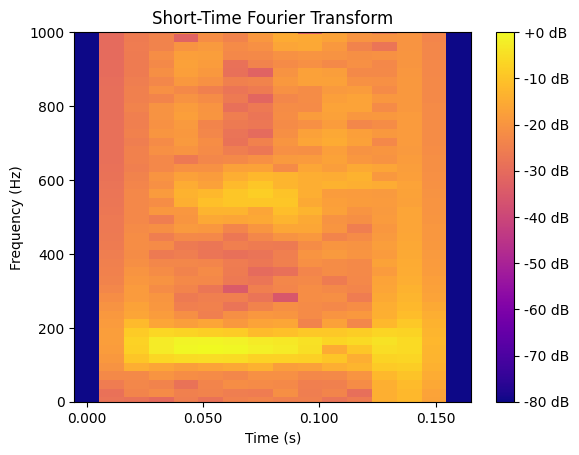 Short-Time Fourier Transform
1000
800
600
400
200
0
Frequency (Hz)
0.000
0.050
0.100
0.150
Time (s)
+0 dB
-10 dB
-20 dB
-30 dB
-40 dB
-50 dB
-60 dB
-70 dB
-80 dB